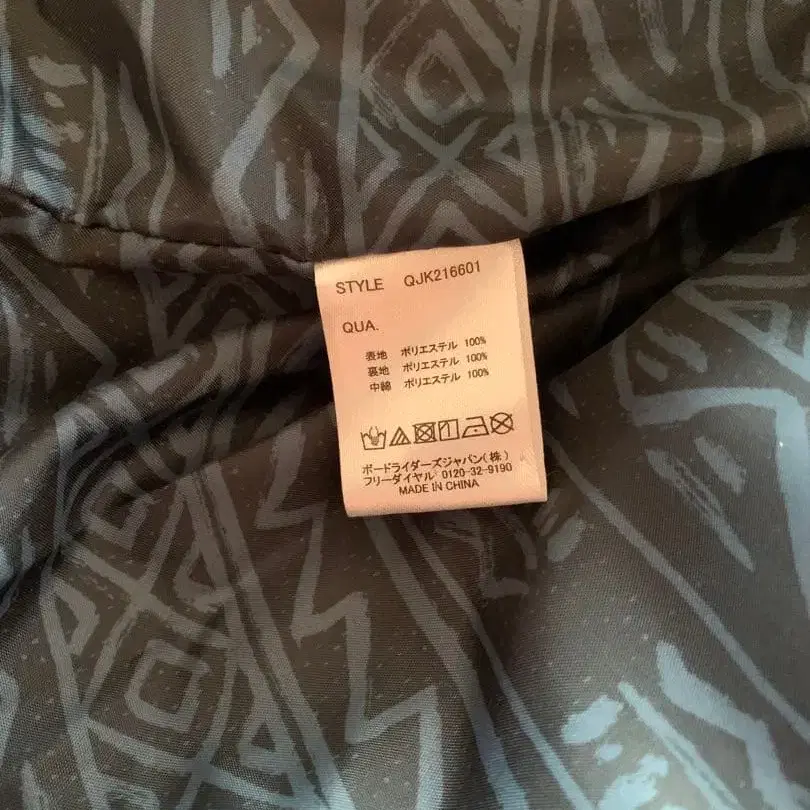 STYLE QJK216601
QUA.
表地 ポリエステル 100%
裏地 ポリエステル 100%
中綿 ポリエステル 100%
ボードライダーズジャパン(株)
フリーダイヤル 0120-32-9190
MADE IN CHINA